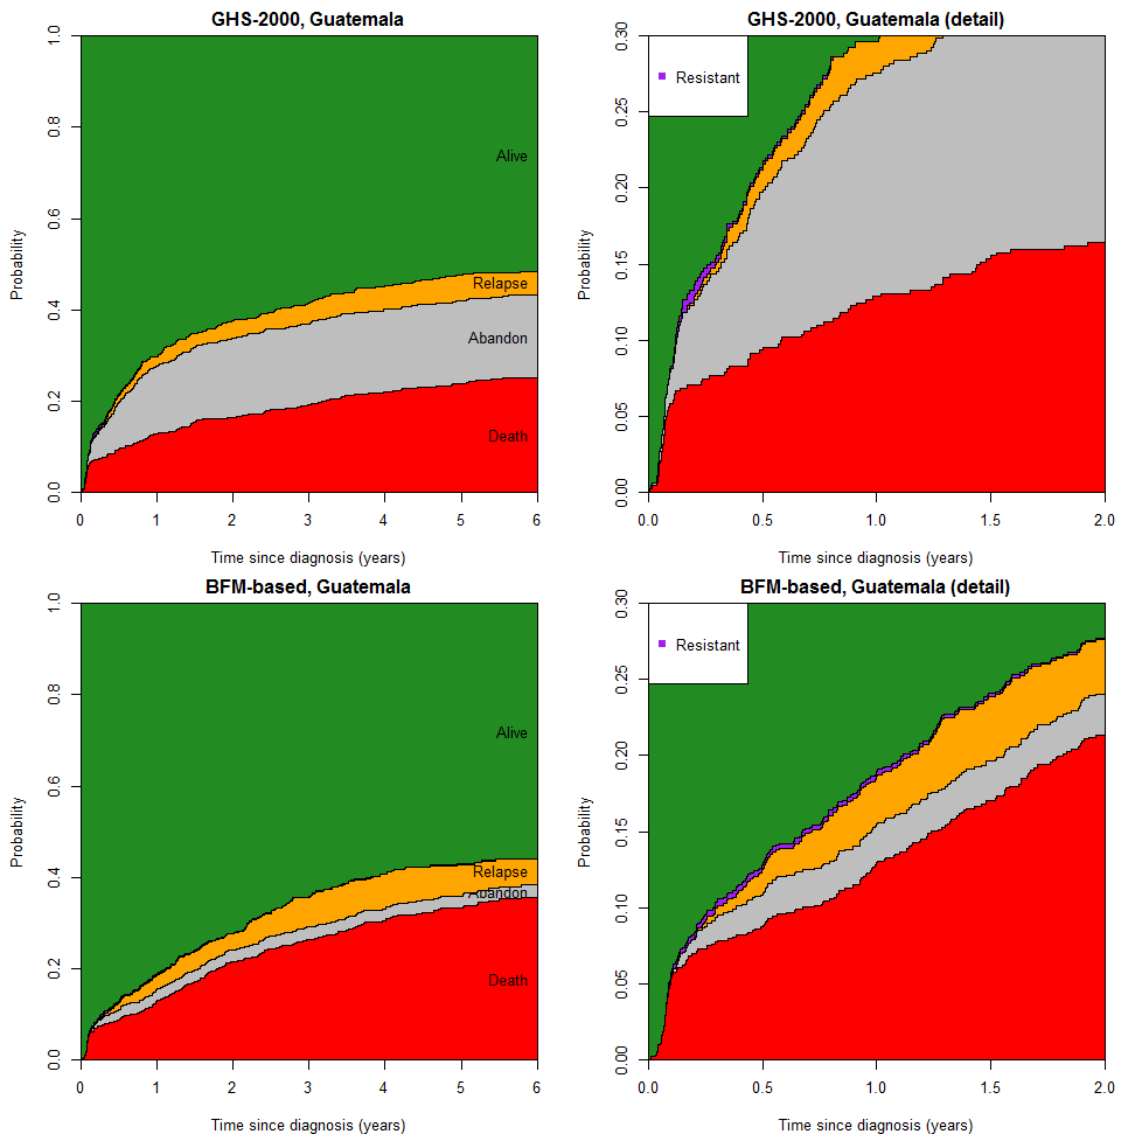 GHS-2000, Guatemala
Probability
1.0
0.8
0.6
0.4
0.2
0.0
Alive
Relapse
Abandon
Death
0 1 2 3 4 5 6
Time since diagnosis (years)
GHS-2000, Guatemala (detail)
Probability
0.30
0.25
0.20
0.15
0.10
0.05
0.00
Resistant
0.0 0.5 1.0 1.5 2.0
Time since diagnosis (years)
BFM-based, Guatemala
Probability
1.0
0.8
0.6
0.4
0.2
0.0
Alive
Relapse
Abandon
Death
0 1 2 3 4 5 6
Time since diagnosis (years)
BFM-based, Guatemala (detail)
Probability
0.30
0.25
0.20
0.15
0.10
0.05
0.00
Resistant
0.0 0.5 1.0 1.5 2.0
Time since diagnosis (years)